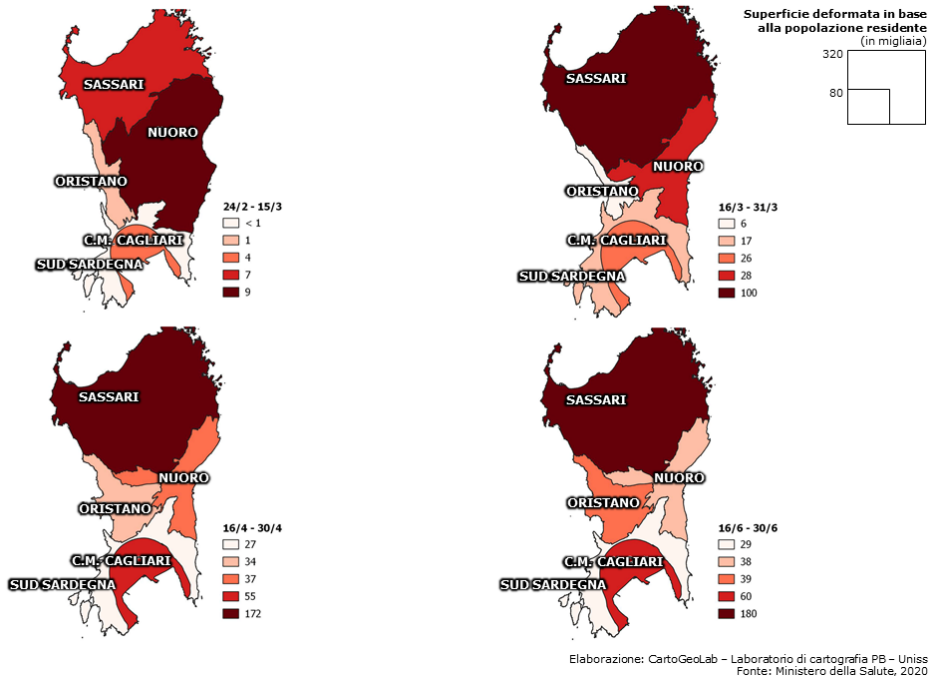 Superficie deformata in base
alla popolazione residente
(in migliaia)
320
80
SASSARI
NUORO
ORISTANO
C.M. CAGLIARI
SUD SARDEGNA
24/2 - 15/3
< 1
1
4
7
9
SASSARI
NUORO
ORISTANO
C.M. CAGLIARI
SUD SARDEGNA
16/3 - 31/3
6
17
26
28
100
SASSARI
NUORO
ORISTANO
C.M. CAGLIARI
SUD SARDEGNA
16/4 - 30/4
27
34
37
55
172
SASSARI
NUORO
ORISTANO
C.M. CAGLIARI
SUD SARDEGNA
16/6 - 30/6
29
38
39
60
180
Elaborazione: CartoGeoLab – Laboratorio di cartografia PB – Uniss
Fonte: Ministero della Salute, 2020